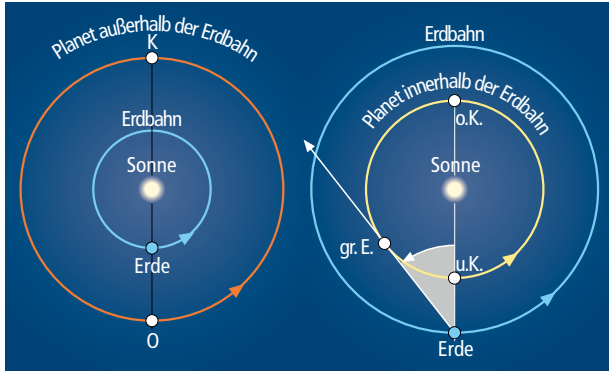 Planet außerhalb der Erdbahn
K
Erdbahn
Sonne
Erde
O
Erdbahn
Planet innerhalb der Erdbahn
o.K.
Sonne
gr. E.
u.K.
Erde